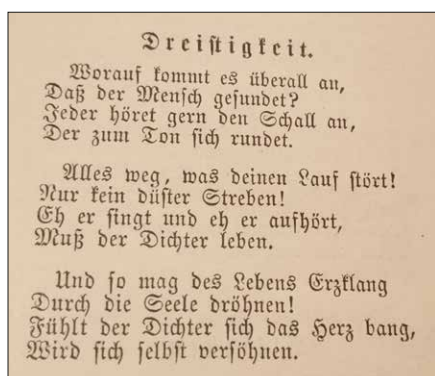 Dreistigkeit.
Worauf kommt es überall an,
Daß der Mensch gesundet?
Jeder höret gern den Schall an,
Der zum Ton sich rundet.
Alles weg, was deinen Lauf stört!
Nur kein düster Streben!
Eh er singt und eh er aufhört,
Muß der Dichter leben.
Und so mag des Lebens Erzklang
Durch die Seele dröhnen!
Fühlt der Dichter sich das Herz bang,
Wird sich selbst versöhnen.